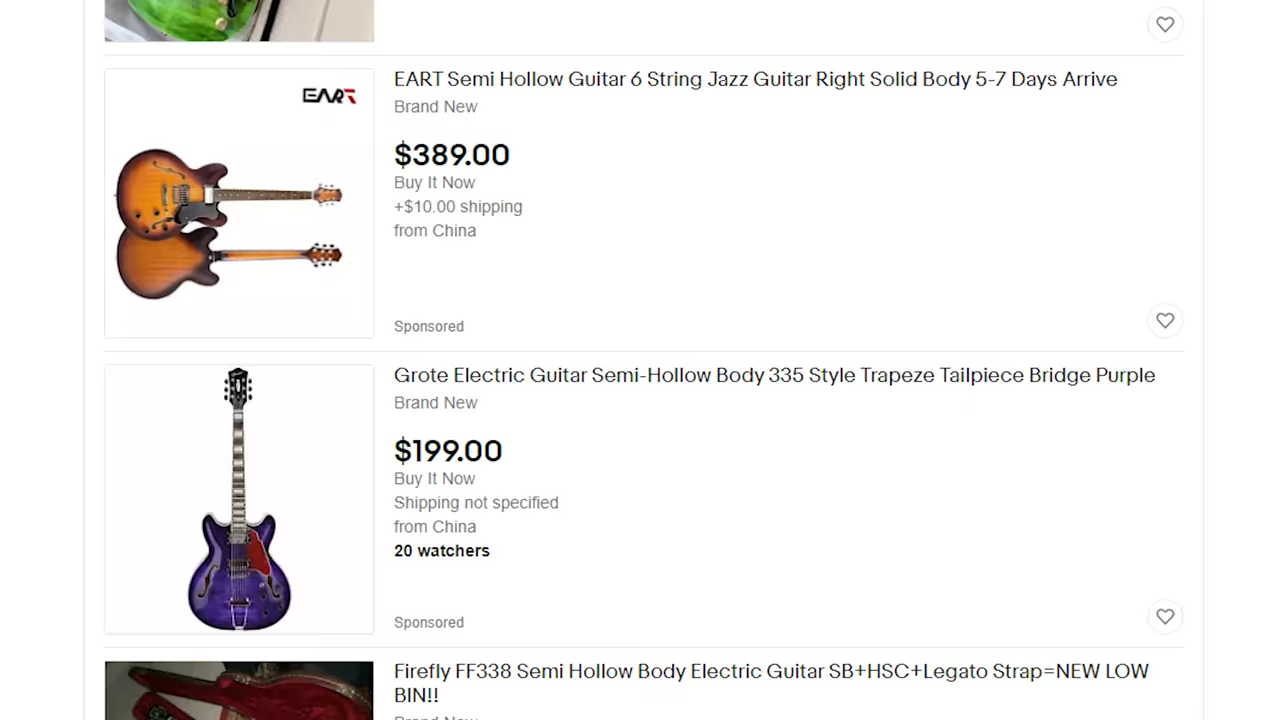 EART
EART Semi Hollow Guitar 6 String Jazz Guitar Right Solid Body 5-7 Days Arrive
Brand New
$389.00
Buy It Now
+$10.00 shipping
from China
Sponsored
Grote Electric Guitar Semi-Hollow Body 335 Style Trapeze Tailpiece Bridge Purple
Brand New
$199.00
Buy It Now
Shipping not specified
from China
20 watchers
Sponsored
Firefly FF338 Semi Hollow Body Electric Guitar SB+HSC+Legato Strap=NEW LOW
BIN!!
Brand New